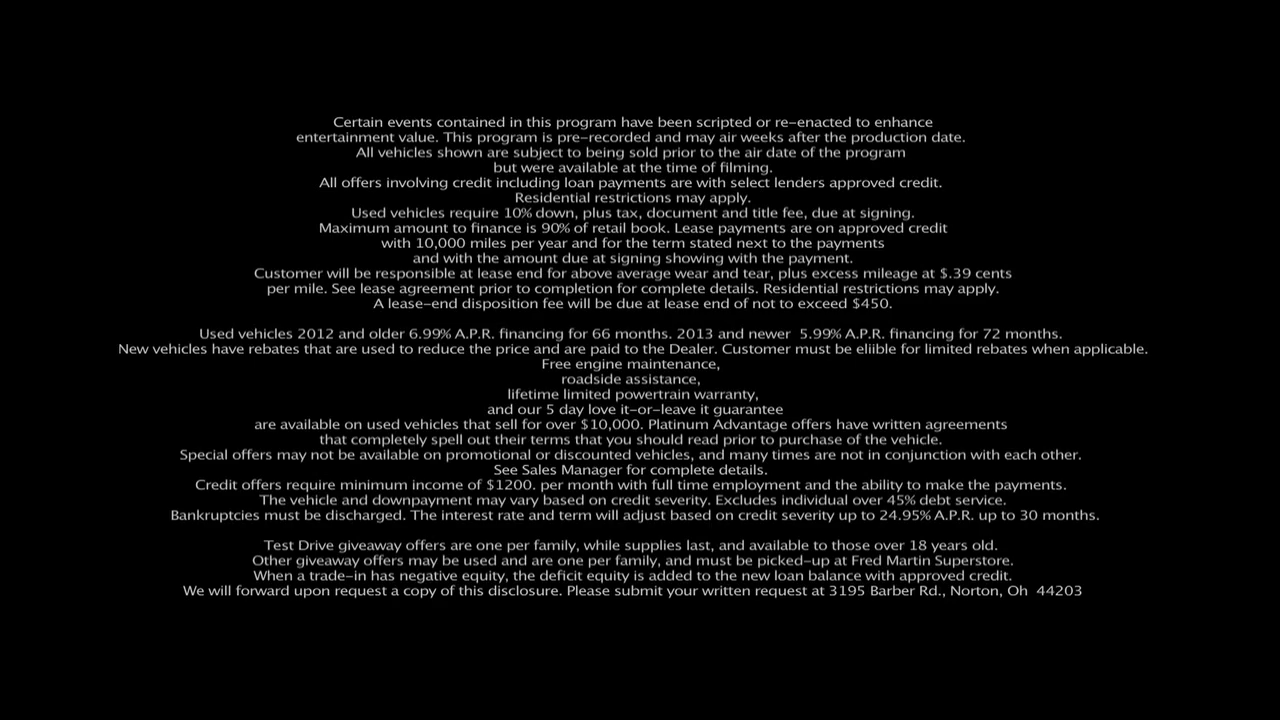 Certain events contained in this program have been scripted or re-enacted to enhance
entertainment value. This program is pre-recorded and may air weeks after the production date.
All vehicles shown are subject to being sold prior to the air date of the program
but were available at the time of filming.
All offers involving credit including loan payments are with select lenders approved credit.
Residential restrictions may apply.
Used vehicles require 10% down, plus tax, document and title fee, due at signing.
Maximum amount to finance is 90% of retail book. Lease payments are on approved credit
with 10,000 miles per year and for the term stated next to the payments
and with the amount due at signing showing with the payment.
Customer will be responsible at lease end for above average wear and tear, plus excess mileage at $.39 cents
per mile. See lease agreement prior to completion for complete details. Residential restrictions may apply.
A lease-end disposition fee will be due at lease end of not to exceed $450.
Used vehicles 2012 and older 6.99% A.P.R. financing for 66 months. 2013 and newer  5.99% A.P.R. financing for 72 months.
New vehicles have rebates that are used to reduce the price and are paid to the Dealer. Customer must be eliible for limited rebates when applicable.
Free engine maintenance,
roadside assistance,
lifetime limited powertrain warranty,
and our 5 day love it-or-leave it guarantee
are available on used vehicles that sell for over $10,000. Platinum Advantage offers have written agreements
that completely spell out their terms that you should read prior to purchase of the vehicle.
Special offers may not be available on promotional or discounted vehicles, and many times are not in conjunction with each other.
See Sales Manager for complete details.
Credit offers require minimum income of $1200. per month with full time employment and the ability to make the payments.
The vehicle and downpayment may vary based on credit severity. Excludes individual over 45% debt service.
Bankruptcies must be discharged. The interest rate and term will adjust based on credit severity up to 24.95% A.P.R. up to 30 months.
Test Drive giveaway offers are one per family, while supplies last, and available to those over 18 years old.
Other giveaway offers may be used and are one per family, and must be picked-up at Fred Martin Superstore.
When a trade-in has negative equity, the deficit equity is added to the new loan balance with approved credit.
We will forward upon request a copy of this disclosure. Please submit your written request at 3195 Barber Rd., Norton, Oh  44203